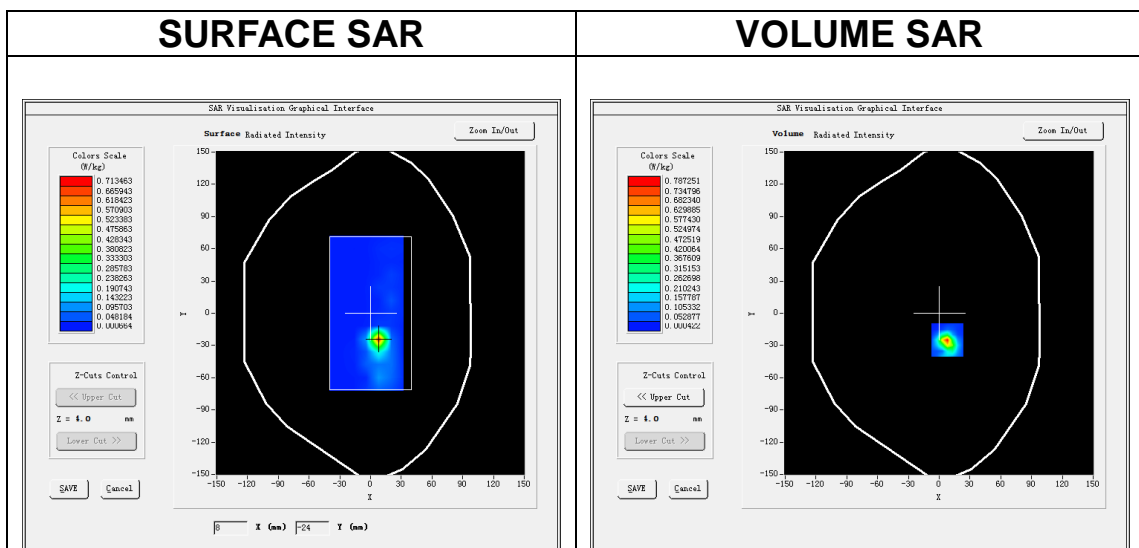 SURFACE SAR
VOLUME SAR
SAR Visualisation Graphical Interface
Surface Radiated Intensity
Zoom In/Out
Colors Scale
(W/kg)
0.713463
0.665943
0.618423
0.570903
0.523383
0.475863
0.428343
0.380823
0.333303
0.285783
0.238263
0.190743
0.143223
0.095703
0.048184
0.000664
150
120
90
60
30
0
-30
-60
-90
-120
-150
Y
-150 -120 -90 -60 -30 0 30 60 90 120 150
X
Z-Cuts Control
<< Upper Cut
Z = 4.0 mm
Lower Cut >>
SAVE Cancel
8 X (mm) -24 Y (mm)
SAR Visualisation Graphical Interface
Volume Radiated Intensity
Zoom In/Out
Colors Scale
(W/kg)
0.787251
0.734796
0.682340
0.629885
0.577430
0.524974
0.472519
0.420064
0.367609
0.315153
0.262698
0.210243
0.157787
0.105332
0.052877
0.000422
150
120
90
60
30
0
-30
-60
-90
-120
-150
Y
-150 -120 -90 -60 -30 0 30 60 90 120 150
X
Z-Cuts Control
<< Upper Cut
Z = 4.0 mm
Lower Cut >>
SAVE Cancel